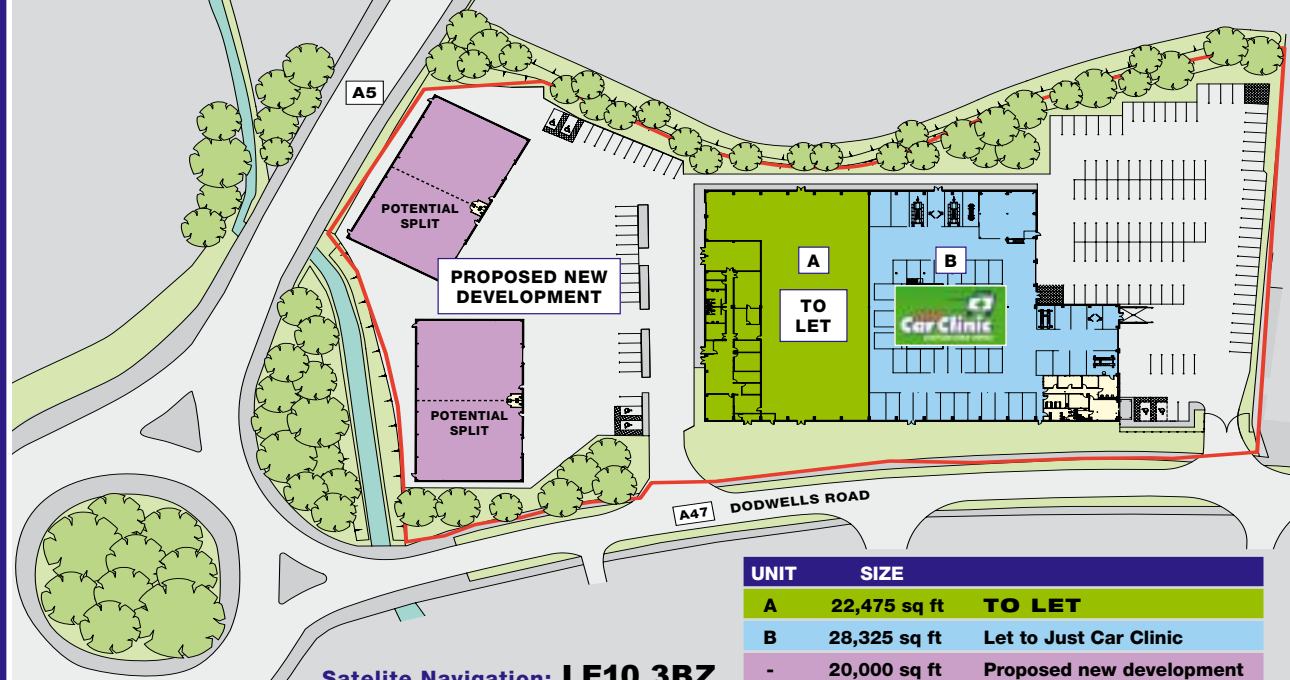 A5
POTENTIAL
SPLIT
PROPOSED NEW
DEVELOPMENT
A
B
TO
LET
Car Clinic
POTENTIAL
SPLIT
A47 DODWELLS ROAD
UNIT SIZE
A 22,475 sq ft TO LET
B 28,325 sq ft Let to Just Car Clinic
- 20,000 sq ft Proposed new development
Satelite Navigation: LE10 3BZ